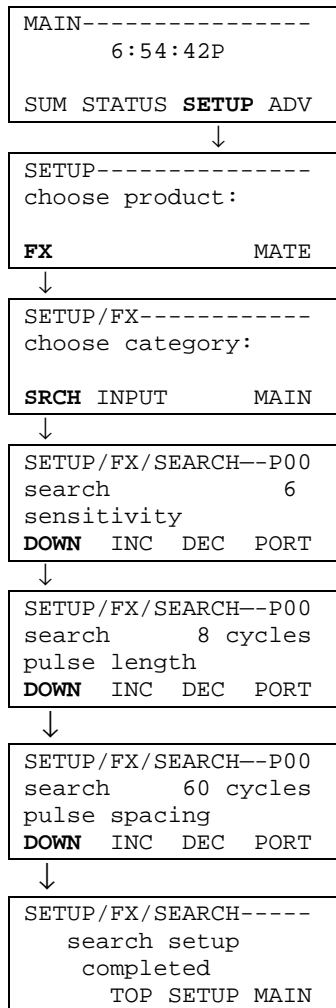 MAIN----------------
6:54:42P
SUM STATUS SETUP ADV
↓
SETUP---------------
choose product:
FX MATE
↓
SETUP/FX------------
choose category:
SRCH INPUT MAIN
↓
SETUP/FX/SEARCH—-P00
search 6
sensitivity
DOWN INC DEC PORT
↓
SETUP/FX/SEARCH—-P00
search 8 cycles
pulse length
DOWN INC DEC PORT
↓
SETUP/FX/SEARCH—-P00
search 60 cycles
pulse spacing
DOWN INC DEC PORT
↓
SETUP/FX/SEARCH-----
search setup
completed
TOP SETUP MAIN